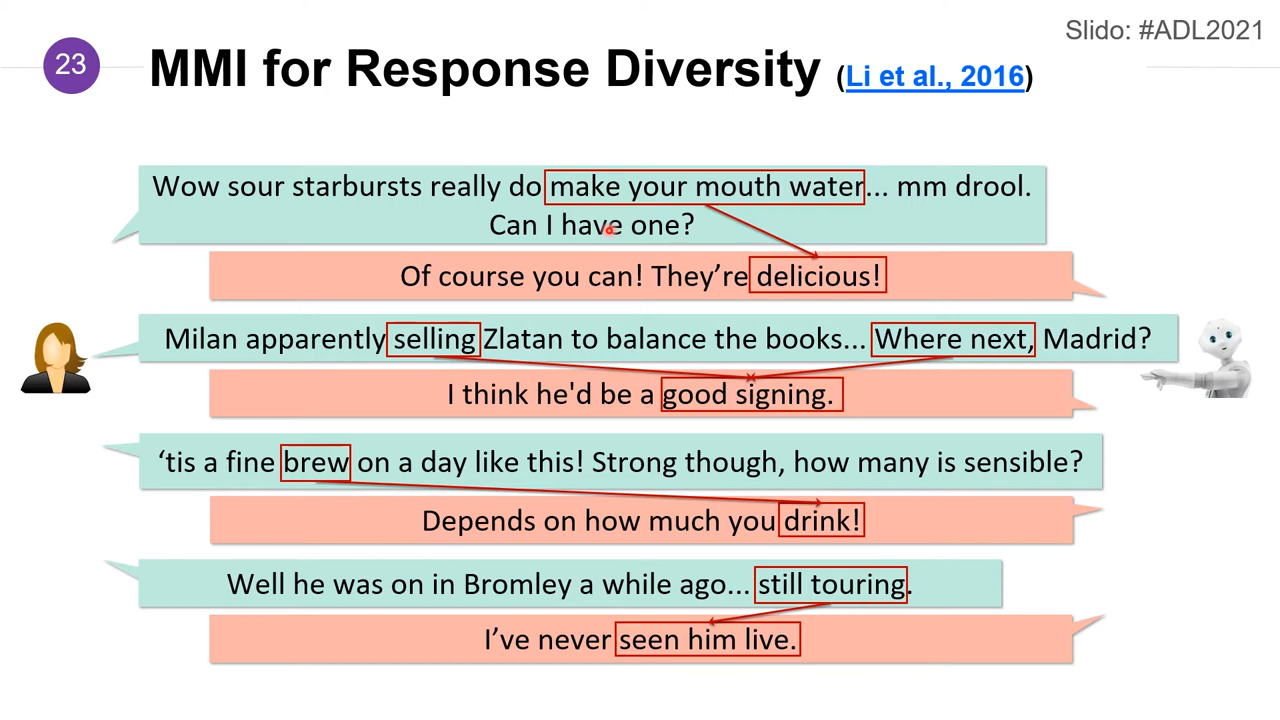 Slido: #ADL2021
23
MMI for Response Diversity (Li et al., 2016)
Wow sour starbursts really do make your mouth water... mm drool.
Can I have one?
Of course you can! They’re delicious!
Milan apparently selling Zlatan to balance the books... Where next, Madrid?
I think he'd be a good signing.
‘tis a fine brew on a day like this! Strong though, how many is sensible?
Depends on how much you drink!
Well he was on in Bromley a while ago... still touring.
I’ve never seen him live.